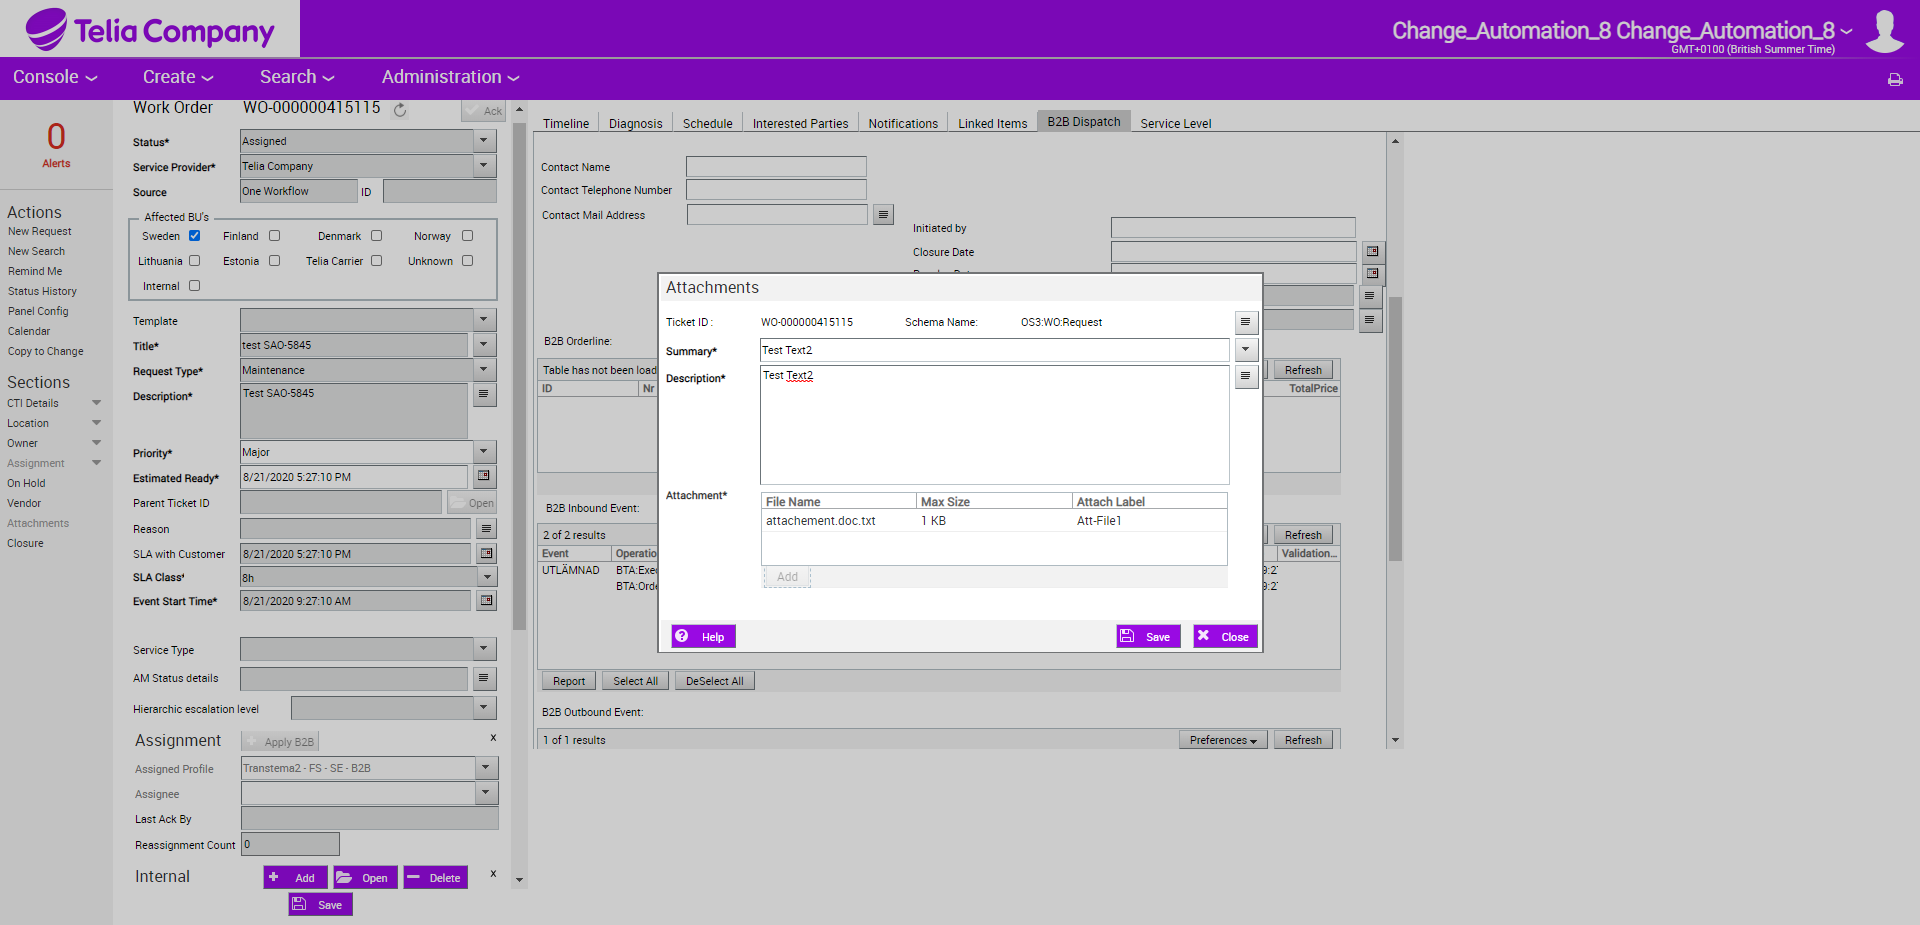 Telia Company
Change_Automation_8 Change_Automation_8
GMT+0100 (British Summer Time)
Console Create Search Administration
0
Alerts
Actions
New Request
New Search
Remind Me
Status History
Panel Config
Calendar
Copy to Change
Sections
CTI Details
Location
Owner
Assignment
On Hold
Vendor
Attachments
Closure
Work Order WO-000000415115 Ack
Status* Assigned
Service Provider* Telia Company
Source One Workflow ID
Affected BU's
Sweden Finland Denmark Norway
Lithuania Estonia Telia Carrier Unknown
Internal
Template
Title* test SAO-5845
Request Type* Maintenance
Description* Test SAO-5845
Priority* Major
Estimated Ready* 8/21/2020 5:27:10 PM
Parent Ticket ID Open
Reason
SLA with Customer 8/21/2020 5:27:10 PM
SLA Class* 8h
Event Start Time* 8/21/2020 9:27:10 AM
Service Type
AM Status details
Hierarchic escalation level
Assignment Apply B2B x
Assigned Profile Transtema2 - FS - SE - B2B
Assignee
Last Ack By
Reassignment Count 0
Internal Add Open Delete x
Save
Timeline Diagnosis Schedule Interested Parties Notifications Linked Items B2B Dispatch Service Level
Contact Name
Contact Telephone Number
Contact Mail Address
Initiated by
Closure Date
B2B Orderline:
Table has not been load Refresh
ID Nr TotalPrice
B2B Inbound Event:
2 of 2 results Refresh
Event Operatio Validation...
UTLÄMNAD BTA:Exe 9:2
BTA:Orde 9:2
Report Select All DeSelect All
B2B Outbound Event:
1 of 1 results Preferences Refresh
Attachments
Ticket ID : WO-000000415115 Schema Name: OS3:WO:Request
Summary* Test Text2
Description* Test Text2
Attachment*
File Name Max Size Attach Label
attachement.doc.txt 1 KB Att-File1
Add
Help Save Close